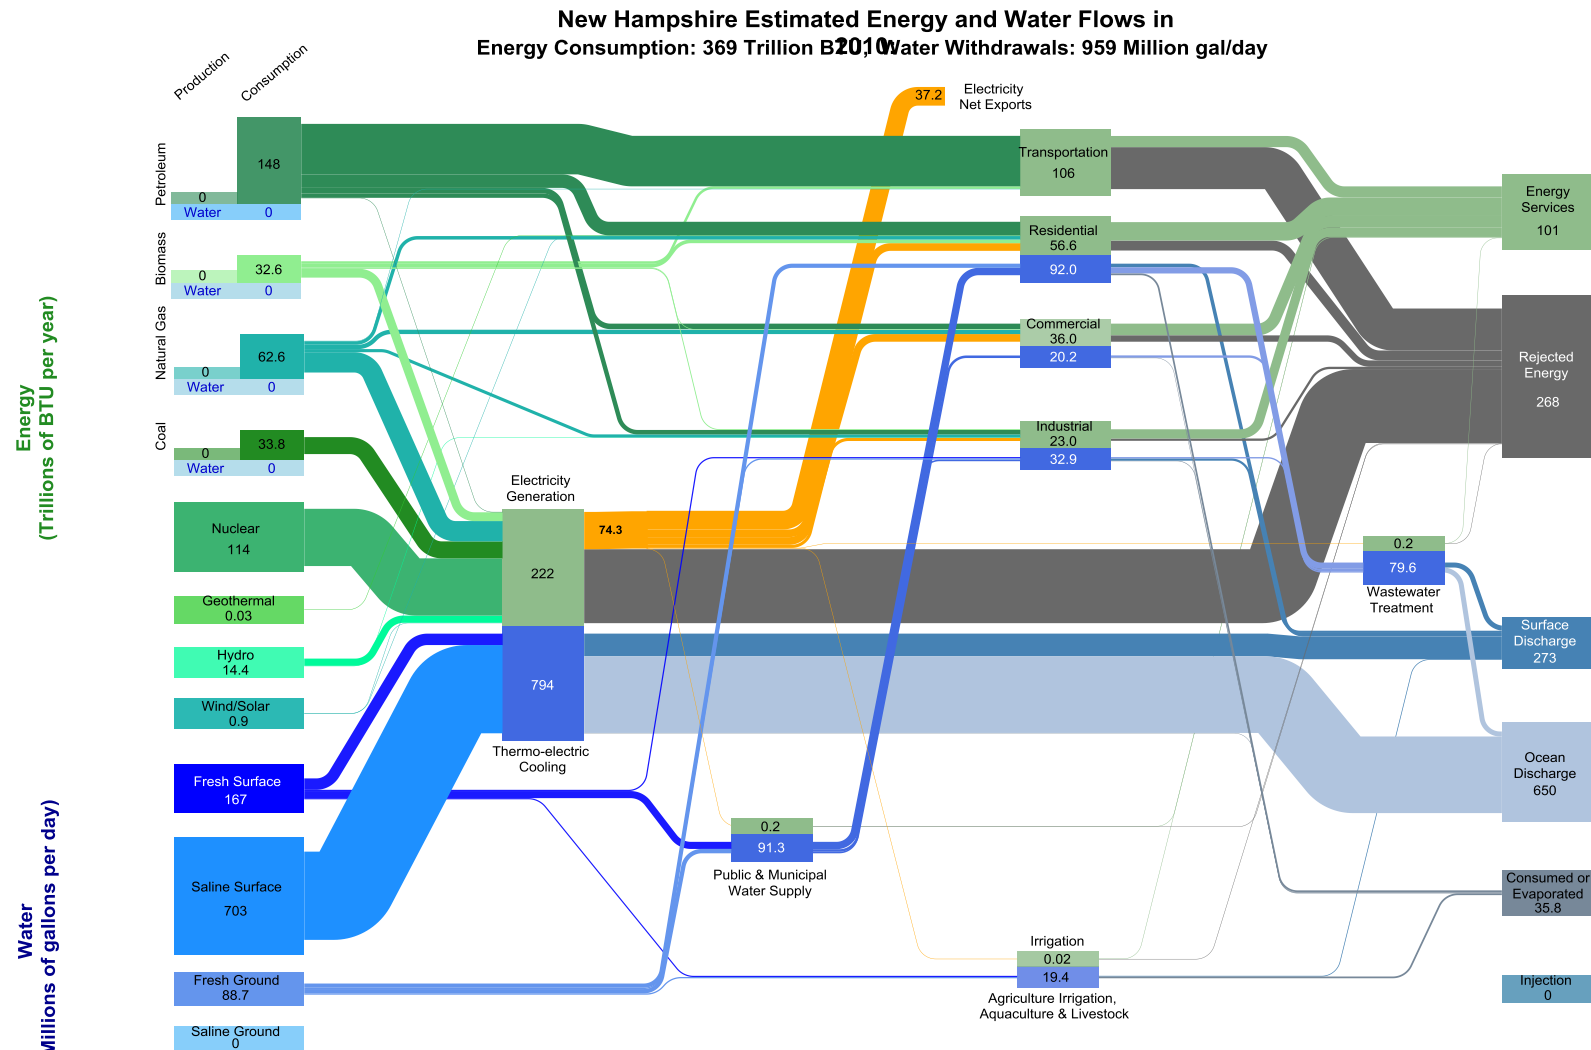 New Hampshire Estimated Energy and Water Flows in
2010:
Energy Consumption: 369 Trillion BTU, Water Withdrawals: 959 Million gal/day
Production
Consumption
Energy
(Trillions of BTU per year)
Petroleum
148
0
Water 0
Biomass
32.6
0
Water 0
Natural Gas
62.6
0
Water 0
Coal
33.8
0
Water 0
Nuclear
114
Geothermal
0.03
Hydro
14.4
Wind/Solar
0.9
Water
Millions of gallons per day)
Fresh Surface
167
Saline Surface
703
Fresh Ground
88.7
Saline Ground
0
Electricity
Generation
222
74.3
794
Thermo-electric
Cooling
37.2
Electricity
Net Exports
0.2
91.3
Public & Municipal
Water Supply
Transportation
106
Residential
56.6
92.0
Commercial
36.0
20.2
Industrial
23.0
32.9
Irrigation
0.02
19.4
Agriculture Irrigation,
Aquaculture & Livestock
0.2
79.6
Wastewater
Treatment
Energy
Services
101
Rejected
Energy
268
Surface
Discharge
273
Ocean
Discharge
650
Consumed or
Evaporated
35.8
Injection
0